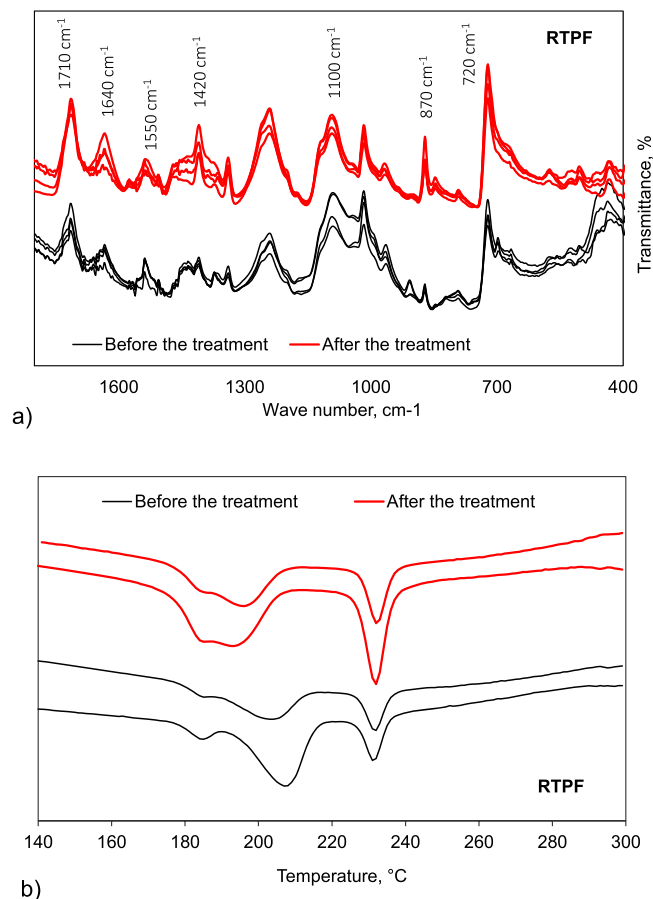 RTPF
1710 cm-1
1640 cm-1
1550 cm-1
1420 cm-1
1100 cm-1
870 cm-1
720 cm-1
Transmittance, %
Before the treatment
After the treatment
1600 1300 1000 700 400
Wave number, cm-1
a)
Before the treatment
After the treatment
RTPF
140 160 180 200 220 240 260 280 300
Temperature, °C
b)